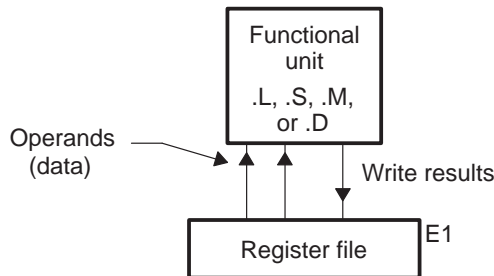 Functional
unit
.L, .S, .M,
or .D
Operands
(data)
Write results
E1
Register file